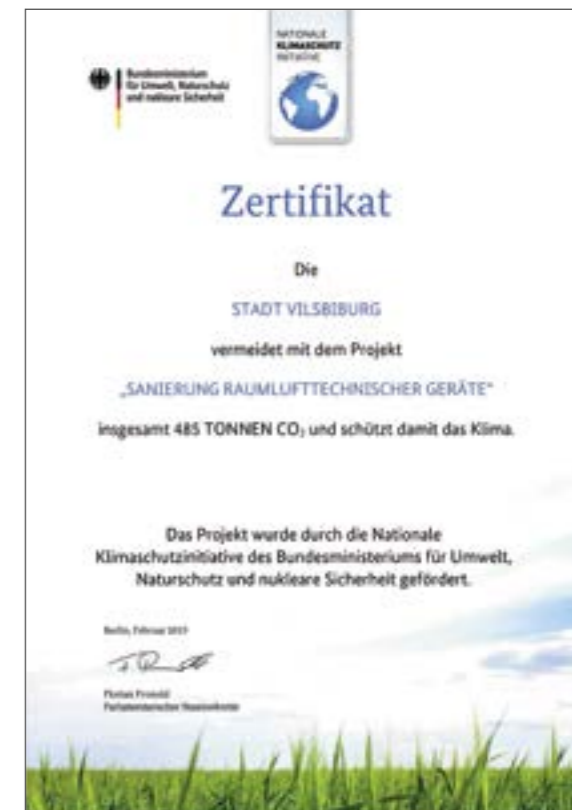 Bundesministerium
für Umwelt, Naturschutz
und nukleare Sicherheit
NATIONALE
KLIMASCHUTZ
INITIATIVE
Zertifikat
Die
STADT VILSBIBURG
vermeidet mit dem Projekt
„SANIERUNG RAUMLUFTTECHNISCHER GERÄTE“
insgesamt 485 TONNEN CO₂ und schützt damit das Klima.
Das Projekt wurde durch die Nationale
Klimaschutzinitiative des Bundesministeriums für Umwelt,
Naturschutz und nukleare Sicherheit gefördert.
Berlin, Februar
Florian Pronold
Parlamentarischer Staatssekretär